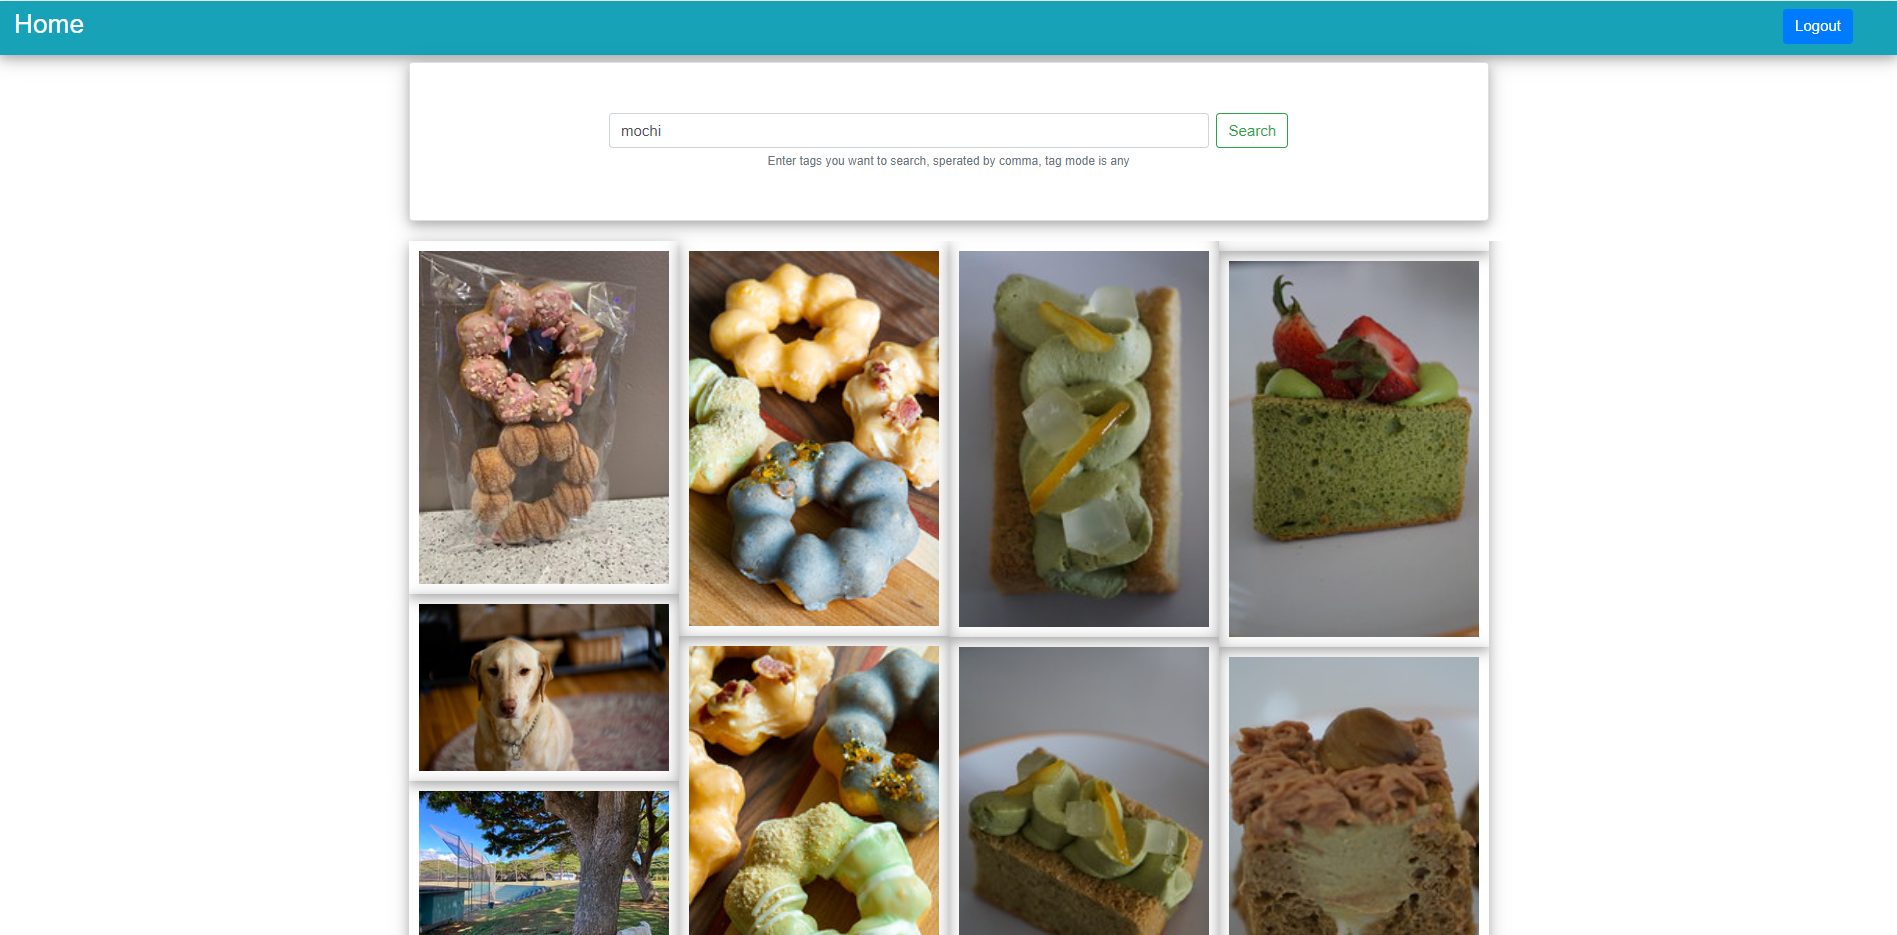 Home
Logout
mochi
Search
Enter tags you want to search, sperated by comma, tag mode is any